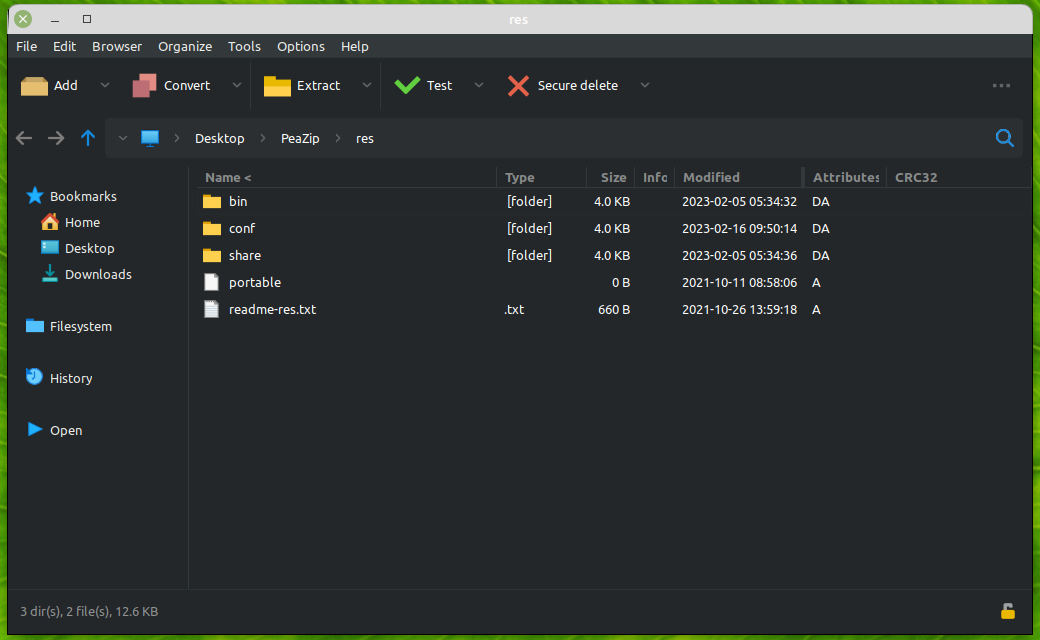 res
File Edit Browser Organize Tools Options Help
Add Convert Extract Test Secure delete
Desktop PeaZip res
Name < Type Size Info Modified Attributes CRC32
Bookmarks
Home
Desktop
Downloads
Filesystem
History
Open
bin [folder] 4.0 KB 2023-02-05 05:34:32 DA
conf [folder] 4.0 KB 2023-02-16 09:50:14 DA
share [folder] 4.0 KB 2023-02-05 05:34:36 DA
portable 0 B 2021-10-11 08:58:06 A
readme-res.txt .txt 660 B 2021-10-26 13:59:18 A
3 dir(s), 2 file(s), 12.6 KB